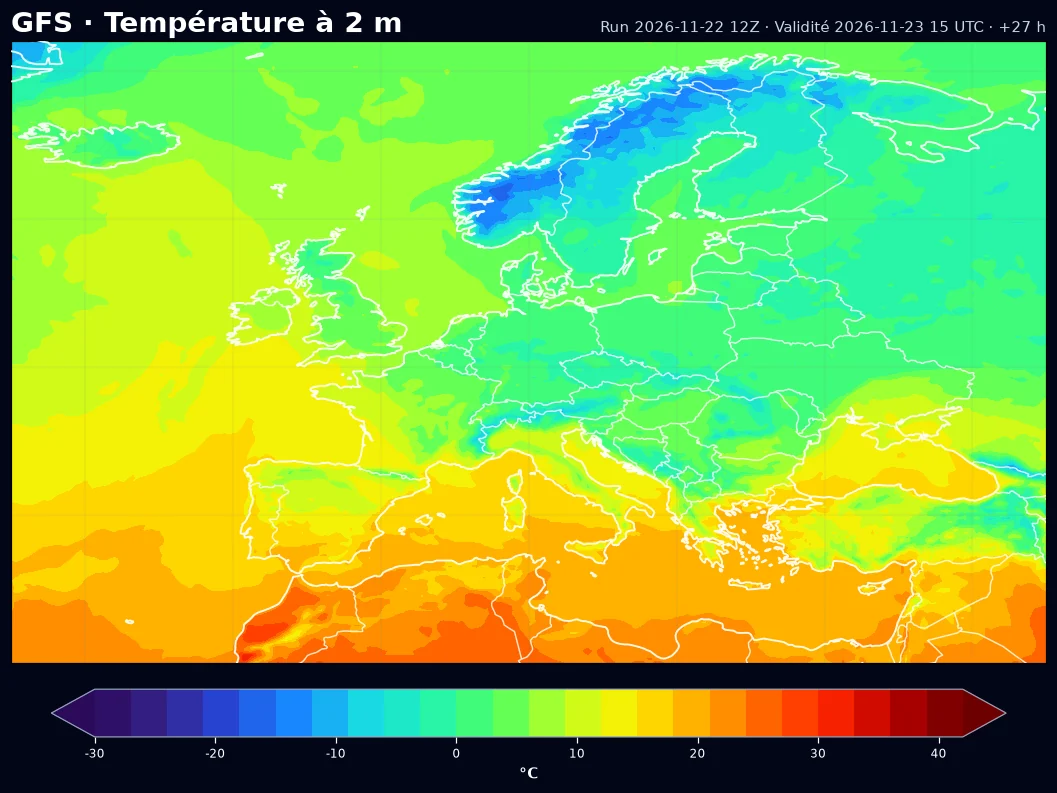 GFS · Température à 2 m
Run 2026-11-22 12Z · Validité 2026-11-23 15 UTC · +27 h
-30 -20 -10 0 10 20 30 40
°C